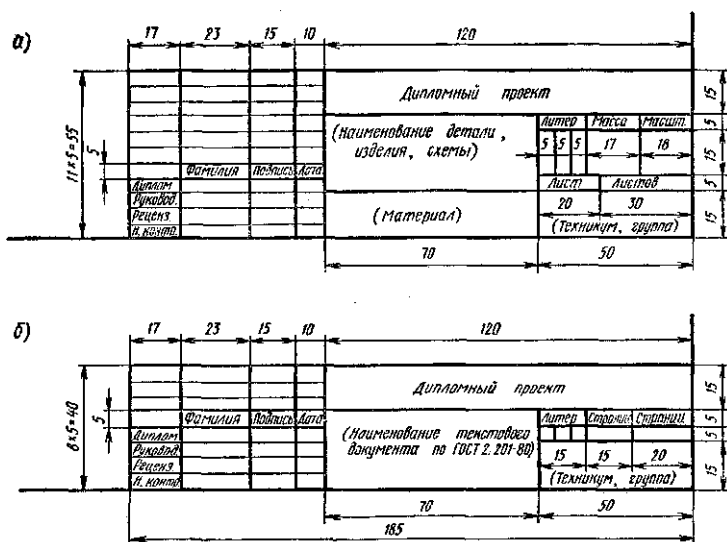 а)
17 23 15 10 120
11×5=55
5
Дипломный проект
15
(Наименование детали,
изделия, схемы)
Литер Масса Масшт.
5
5 5 5 17 18
15
Фамилия Подпись Дата
Лист Листов
5
Диплом
Руковод.
Реценз.
Н. контр.
(Материал)
20 30
15
(Техникум, группа)
70 50
б)
17 23 15 10 120
8×5=40
5
Дипломный проект
15
Фамилия Подпись Дата
Литер Страниц Страниц
5
5
(Наименование текстового
документа по ГОСТ 2.201-80)
Диплом
Руковод.
Реценз.
Н. контр
15 15 20
15
(Техникум, группа)
70 50
185